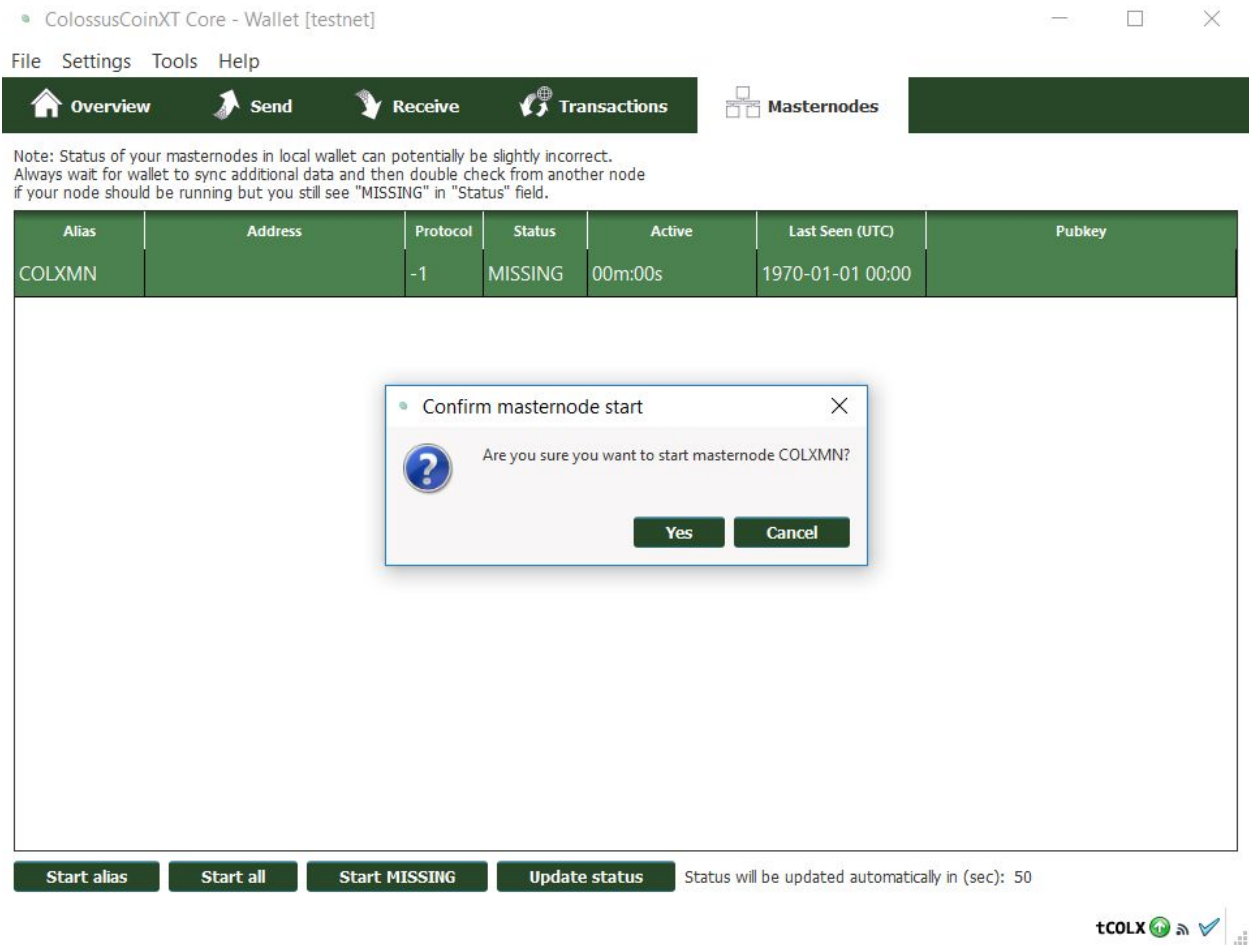 ColossusCoinXT Core - Wallet [testnet]
File Settings Tools Help
Overview Send Receive Transactions Masternodes
Note: Status of your masternodes in local wallet can potentially be slightly incorrect.
Always wait for wallet to sync additional data and then double check from another node
if your node should be running but you still see "MISSING" in "Status" field.
Alias Address Protocol Status Active Last Seen (UTC) Pubkey
COLXMN -1 MISSING 00m:00s 1970-01-01 00:00
Confirm masternode start
Are you sure you want to start masternode COLXMN?
Yes Cancel
Start alias Start all Start MISSING Update status Status will be updated automatically in (sec): 50
tCOLX